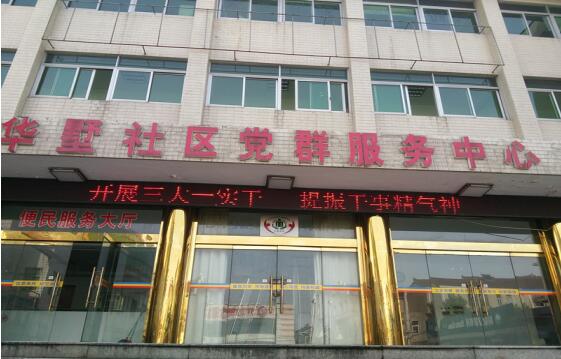 华墅社区党群服务中心
开展三大一实干 提振干事精气神
便民服务大厅